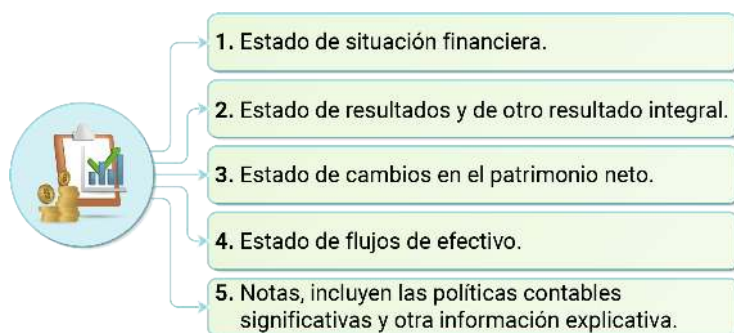 1. Estado de situación financiera.
2. Estado de resultados y de otro resultado integral.
3. Estado de cambios en el patrimonio neto.
4. Estado de flujos de efectivo.
5. Notas, incluyen las políticas contables
significativas y otra información explicativa.